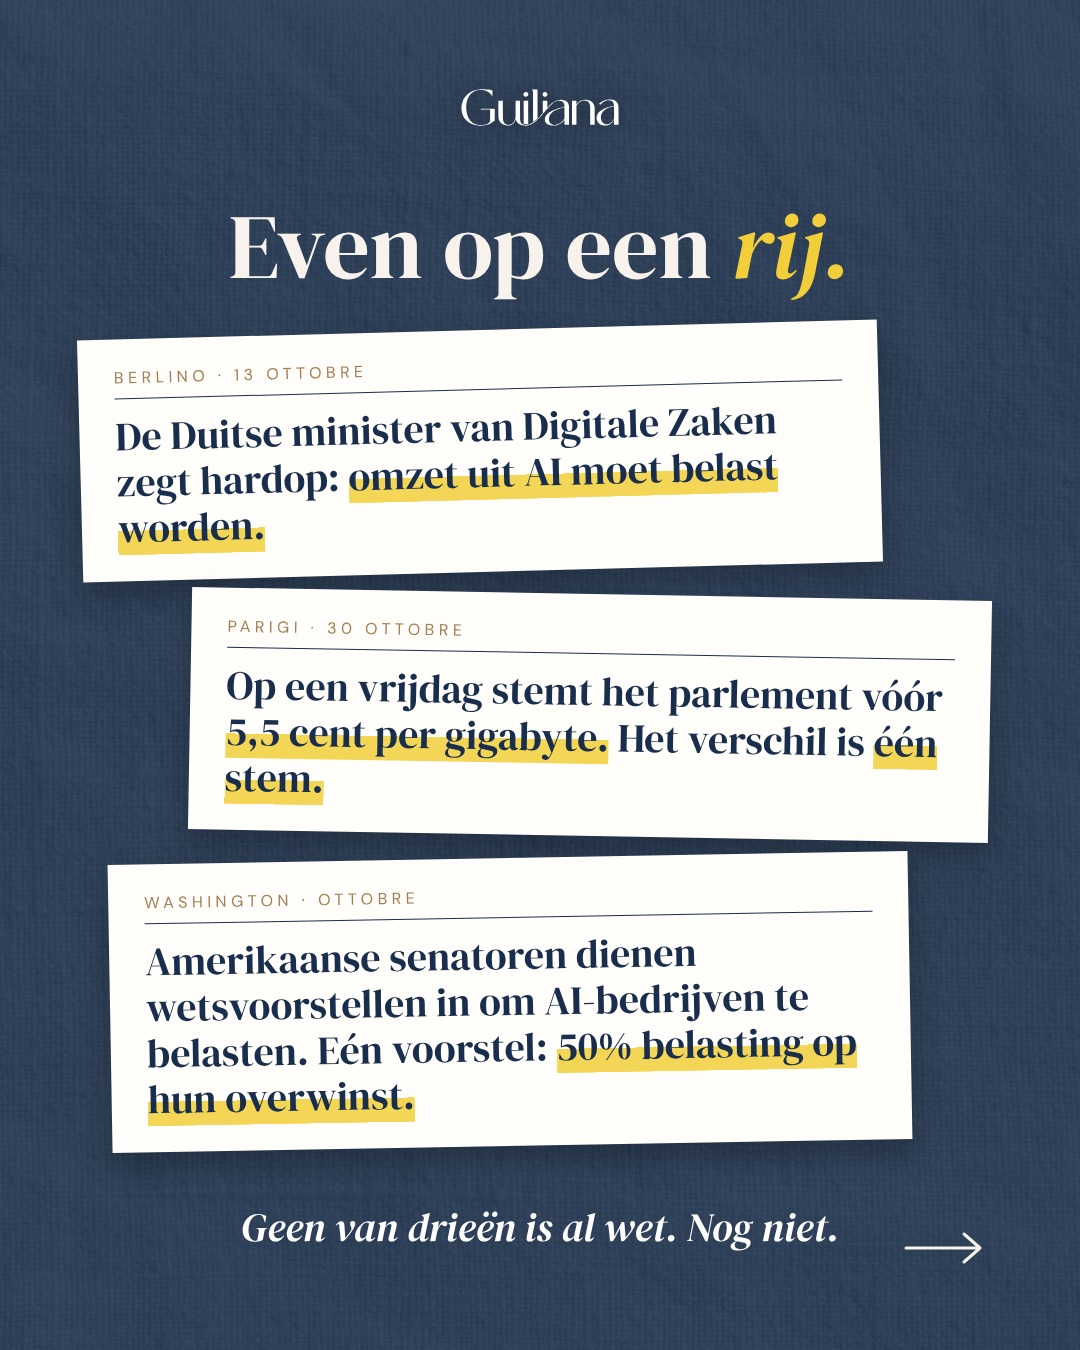 Guiliana
Even op een rij.
BERLINO · 13 OTTOBRE
De Duitse minister van Digitale Zaken
zegt hardop: omzet uit AI moet belast
worden.
PARIGI · 30 OTTOBRE
Op een vrijdag stemt het parlement vóór
5,5 cent per gigabyte. Het verschil is één
stem.
WASHINGTON · OTTOBRE
Amerikaanse senatoren dienen
wetsvoorstellen in om AI-bedrijven te
belasten. Eén voorstel: 50% belasting op
hun overwinst.
Geen van drieën is al wet. Nog niet.